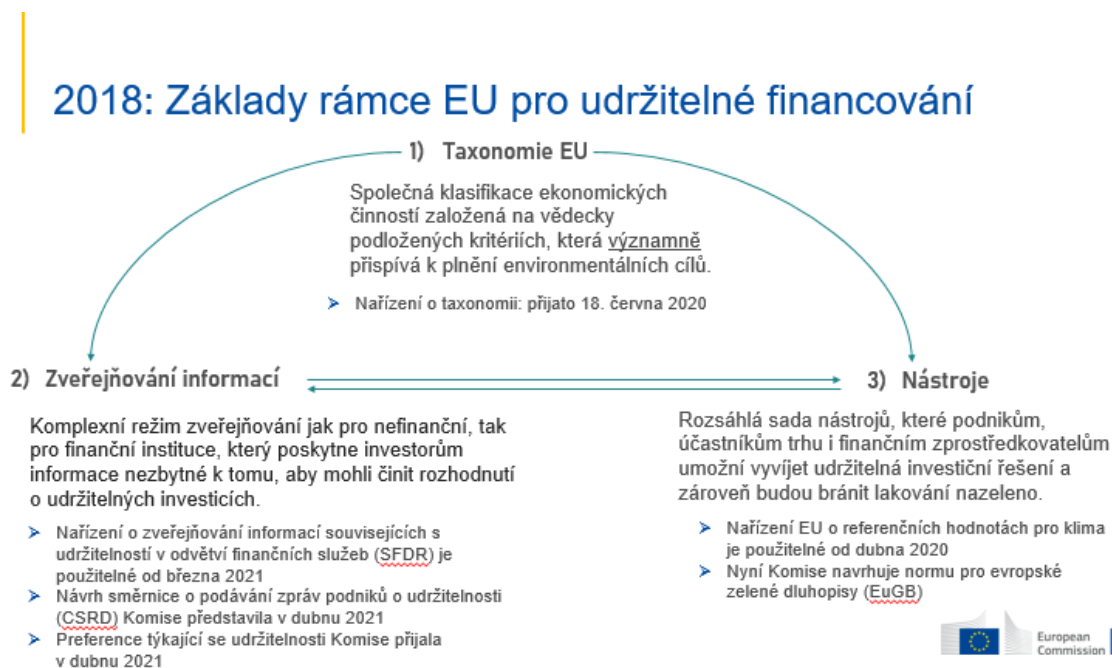 2018: Základy rámce EU pro udržitelné financování
1) Taxonomie EU
Společná klasifikace ekonomických
činností založená na vědecky
podložených kritériích, která významně
přispívá k plnění environmentálních cílů.
➢ Nařízení o taxonomii: přijato 18. června 2020
2) Zveřejňování informací
Komplexní režim zveřejňování jak pro nefinanční, tak
pro finanční instituce, který poskytne investorům
informace nezbytné k tomu, aby mohli činit rozhodnutí
o udržitelných investicích.
➢ Nařízení o zveřejňování informací souvisejících s
udržitelností v odvětví finančních služeb (SFDR) je
použitelné od března 2021
➢ Návrh směrnice o podávání zpráv podniků o udržitelnosti
(CSRD) Komise představila v dubnu 2021
➢ Preference týkající se udržitelnosti Komise přijala
v dubnu 2021
3) Nástroje
Rozsáhlá sada nástrojů, které podnikům,
účastníkům trhu i finančním zprostředkovatelům
umožní vyvíjet udržitelná investiční řešení a
zároveň budou bránit lakování nazeleno.
➢ Nařízení EU o referenčních hodnotách pro klima
je použitelné od dubna 2020
➢ Nyní Komise navrhuje normu pro evropské
zelené dluhopisy (EuGB)
European
Commission